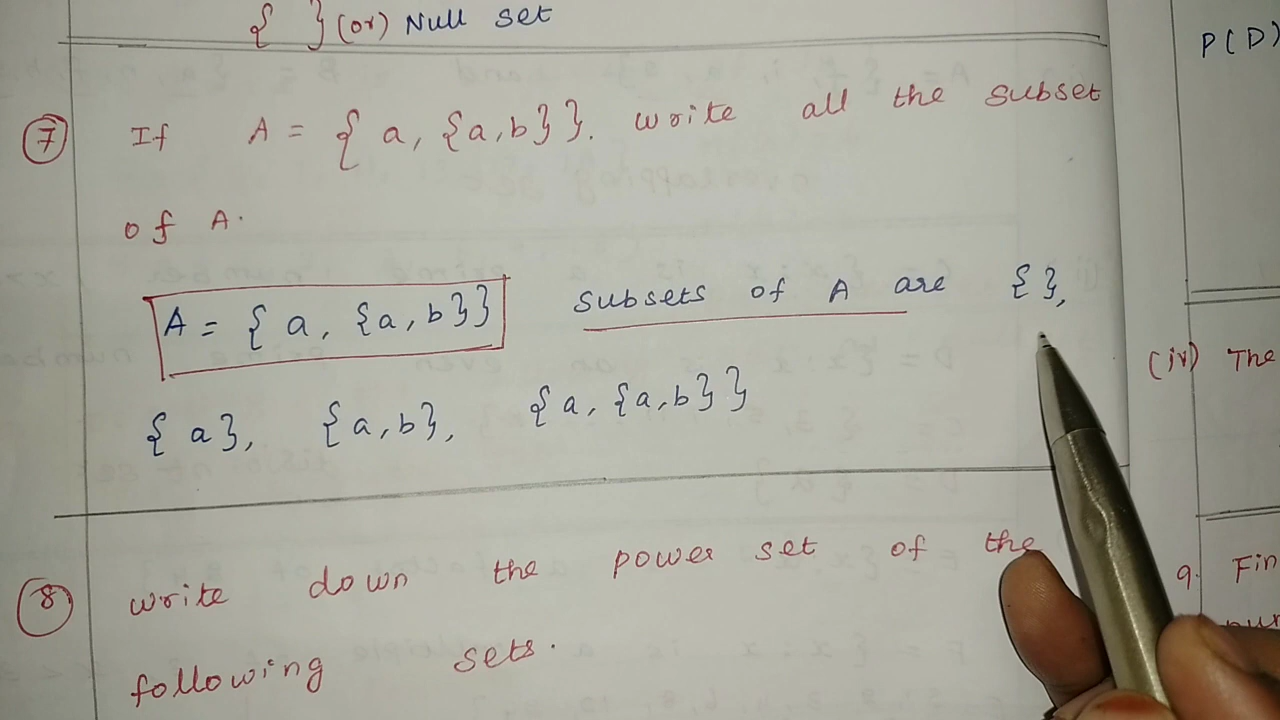 { } (or) Null set
P(D)
7 If A = { a, {a,b}}. write all the subset
of A.
A = { a, {a,b}} subsets of A are { },
{ a}, {a,b}, {a, {a,b}}
(iv) The
8 write down the power set of the
9. Fin
following sets.